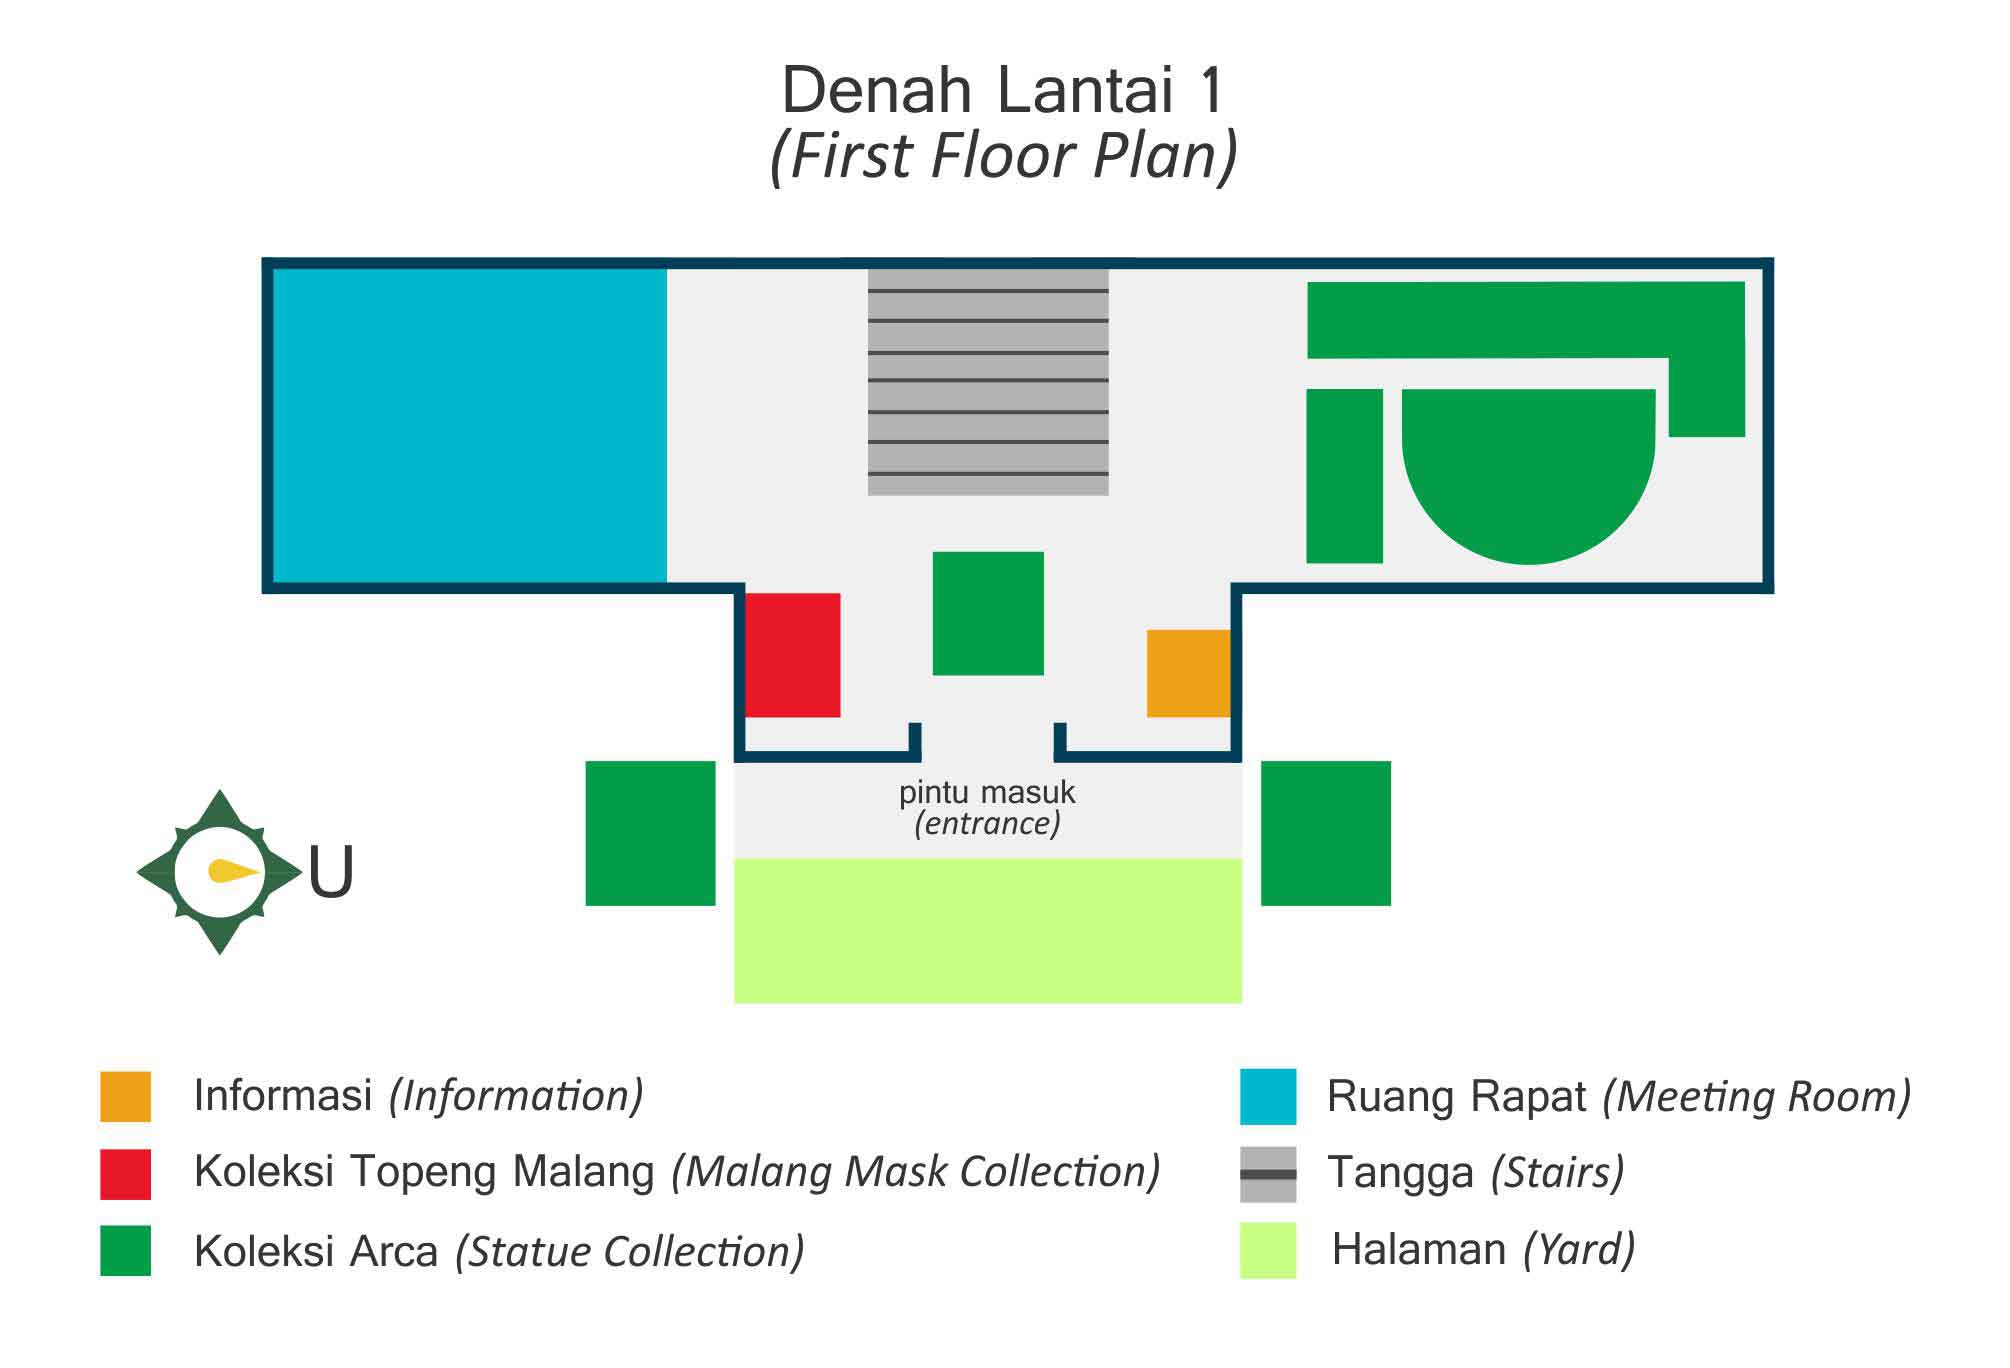 Denah Lantai 1
(First Floor Plan)
pintu masuk
(entrance)
U
Informasi (Information)
Koleksi Topeng Malang (Malang Mask Collection)
Koleksi Arca (Statue Collection)
Ruang Rapat (Meeting Room)
Tangga (Stairs)
Halaman (Yard)